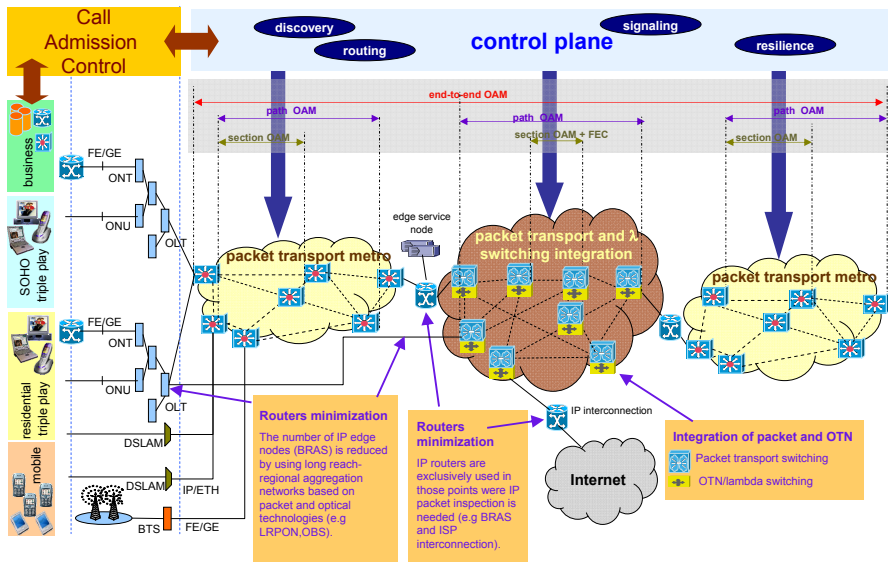 Call
Admission
Control
discovery
routing
control plane
signaling
resilience
end-to-end OAM
path OAM
path OAM
path OAM
section OAM
section OAM + FEC
section OAM
business
FE/GE
ONT
ONU
OLT
SOHO
triple play
edge service
node
packet transport metro
packet transport and λ
switching integration
packet transport metro
residential
triple play
FE/GE
ONT
ONU
OLT
DSLAM
mobile
DSLAM
IP/ETH
BTS
FE/GE
Routers minimization
The number of IP edge
nodes (BRAS) is reduced
by using long reach-
regional aggregation
networks based on
packet and optical
technologies (e.g
LRPON,OBS).
Routers
minimization
IP routers are
exclusively used in
those points were IP
packet inspection is
needed (e.g BRAS
and ISP
interconnection).
IP interconnection
Internet
Integration of packet and OTN
Packet transport switching
OTN/lambda switching